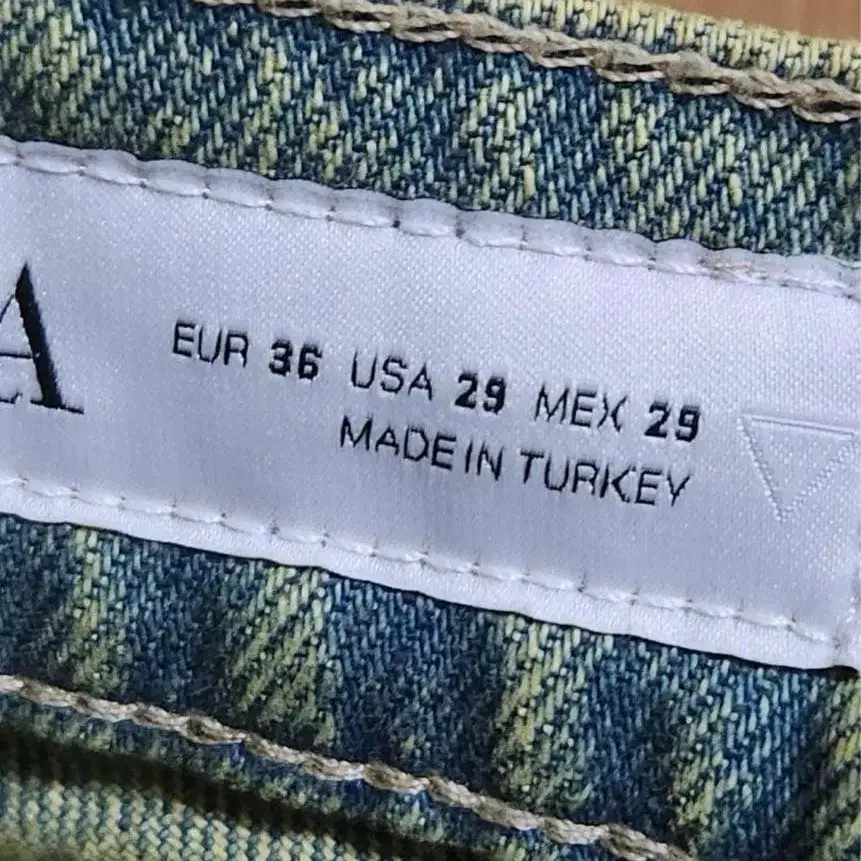 A
EUR 36 USA 29 MEX 29
MADE IN TURKEY